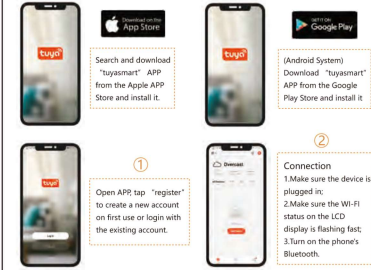 tuya
Download on the
App Store
Search and download
"tuyasmart" APP
from the Apple APP
Store and install it.
tuya
GET IT ON
Google Play
(Android System)
Download "tuyasmart"
APP from the Google
Play Store and install it
tuya
①
Open APP, tap "register"
to create a new account
on first use or login with
the existing account.
Overcast
②
Connection
1.Make sure the device is
plugged in;
2.Make sure the WI-FI
status on the LCD
display is flashing fast;
3.Turn on the phone's
Bluetooth.